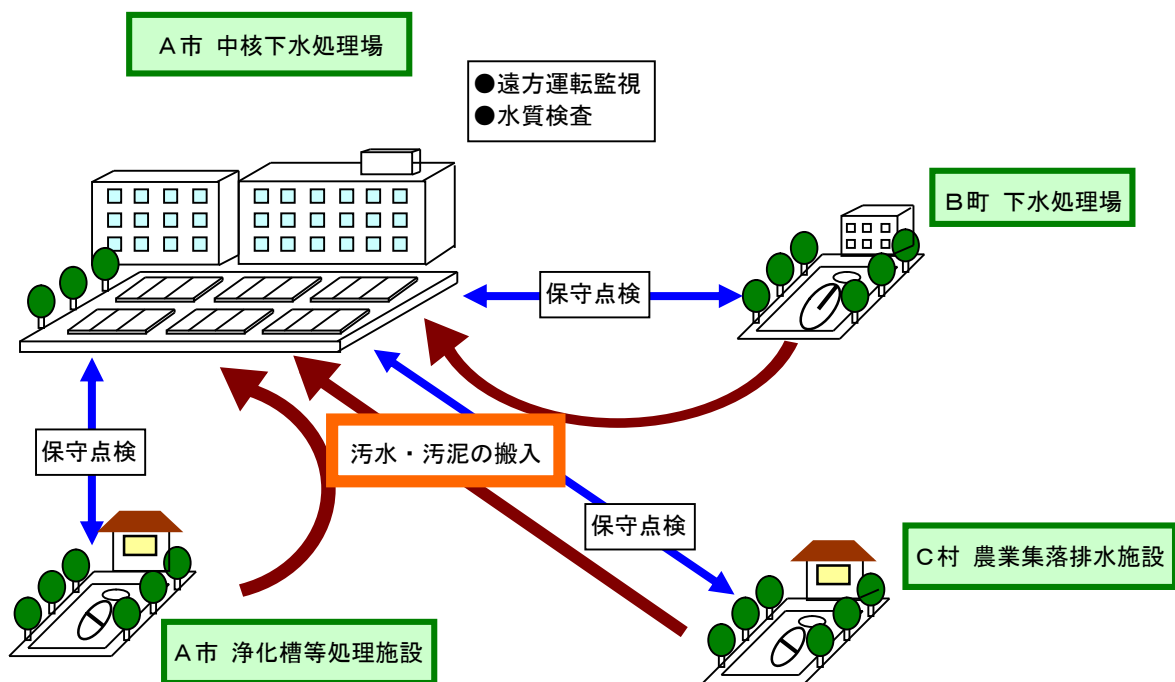 A市 中核下水処理場
●遠方運転監視
●水質検査
B町 下水処理場
保守点検
保守点検
汚水・汚泥の搬入
保守点検
C村 農業集落排水施設
A市 浄化槽等処理施設